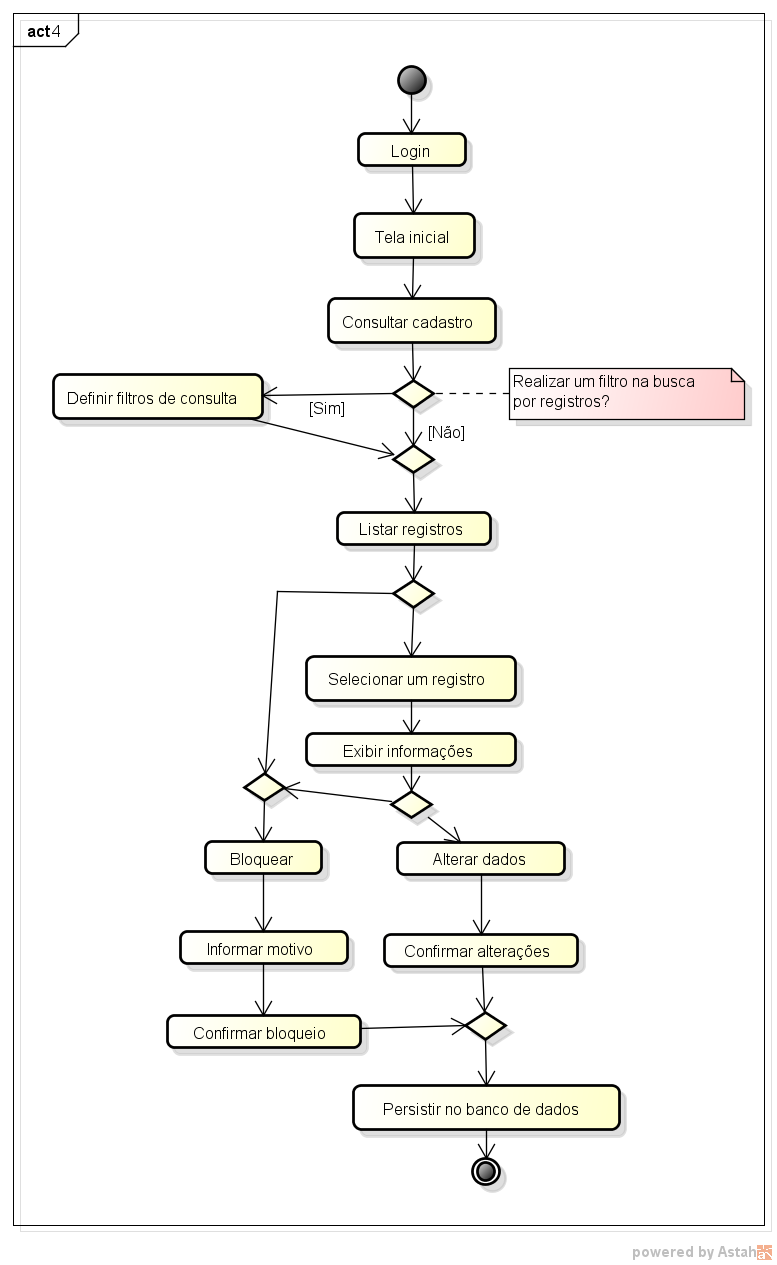 act 4
Login
Tela inicial
Consultar cadastro
Realizar um filtro na busca
por registros?
Definir filtros de consulta
[Sim]
[Não]
Listar registros
Selecionar um registro
Exibir informações
Bloquear
Alterar dados
Informar motivo
Confirmar alterações
Confirmar bloqueio
Persistir no banco de dados
powered by Astah